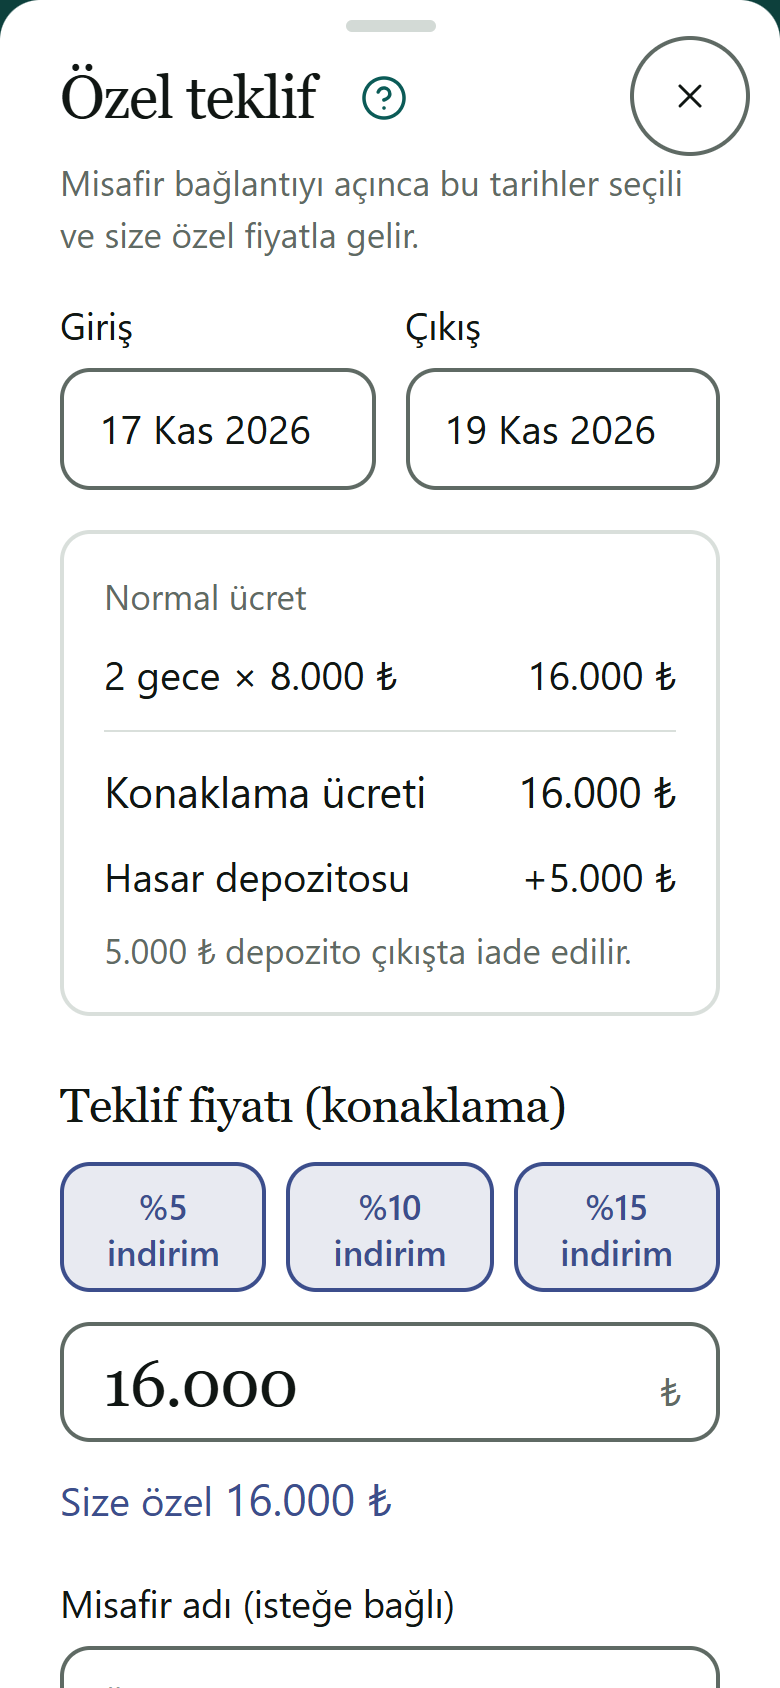 Özel teklif
Misafir bağlantıyı açınca bu tarihler seçili
ve size özel fiyatla gelir.
Giriş
Çıkış
17 Kas 2026
19 Kas 2026
Normal ücret
2 gece × 8.000 ₺ 16.000 ₺
Konaklama ücreti 16.000 ₺
Hasar depozitosu +5.000 ₺
5.000 ₺ depozito çıkışta iade edilir.
Teklif fiyatı (konaklama)
%5
indirim
%10
indirim
%15
indirim
16.000 ₺
Size özel 16.000 ₺
Misafir adı (isteğe bağlı)